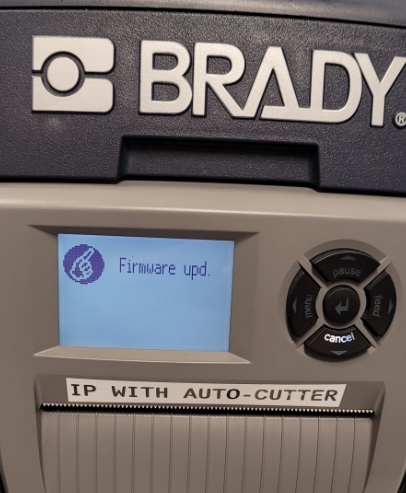 BRADY®
Firmware upd.
pause
menu
feed
cancel
IP WITH AUTO-CUTTER